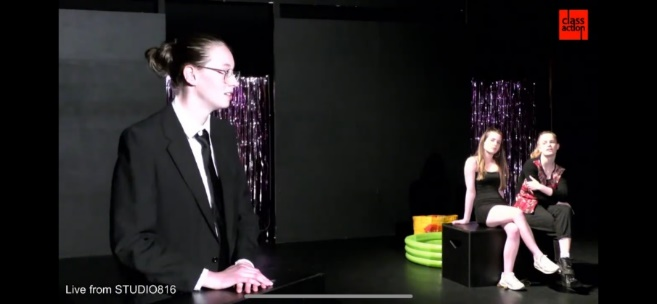 class
action
Live from STUDIO816